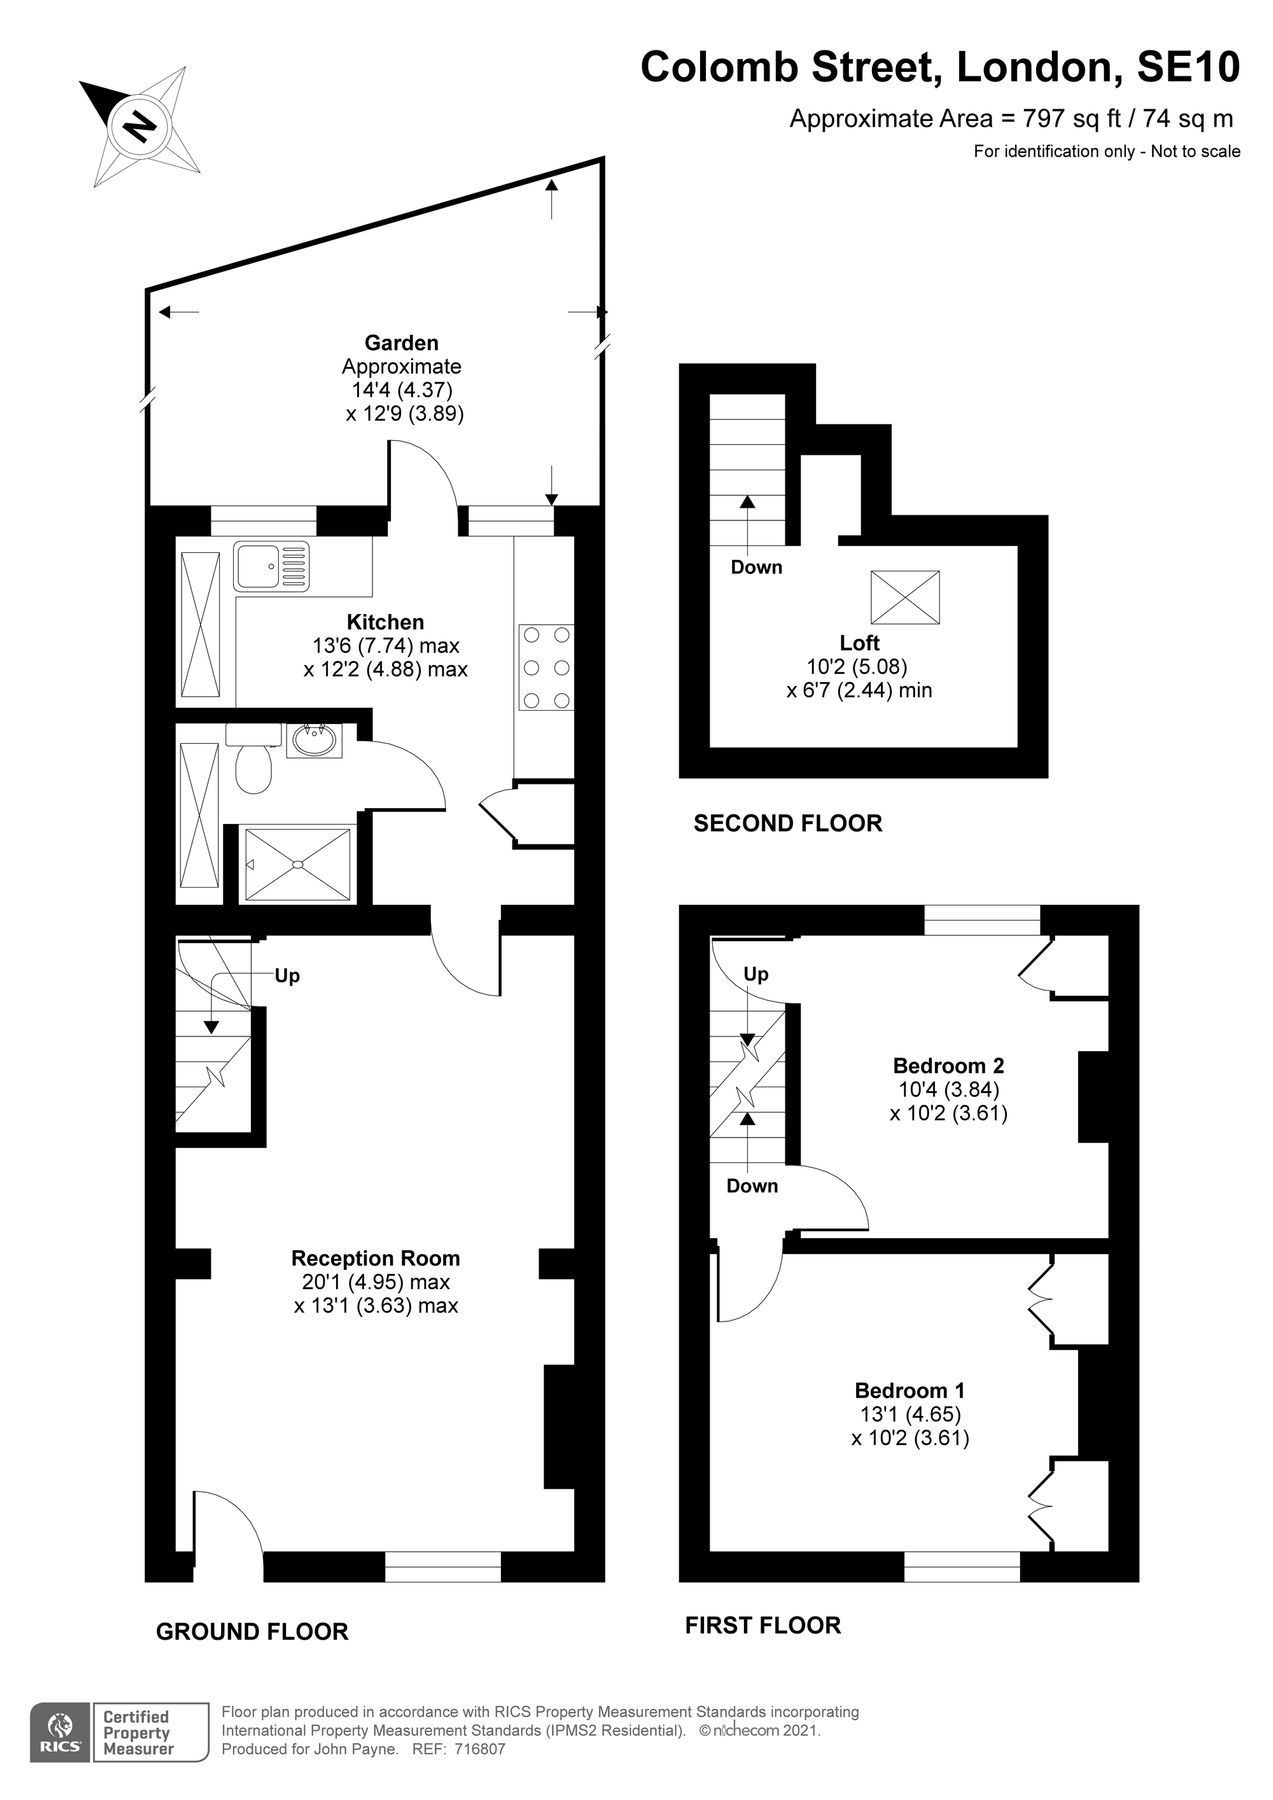 Colomb Street, London, SE10
Approximate Area = 797 sq ft / 74 sq m
For identification only - Not to scale
N
Garden
Approximate
14'4 (4.37)
x 12'9 (3.89)
Kitchen
13'6 (7.74) max
x 12'2 (4.88) max
Up
Reception Room
20'1 (4.95) max
x 13'1 (3.63) max
GROUND FLOOR
Down
Loft
10'2 (5.08)
x 6'7 (2.44) min
SECOND FLOOR
Up
Bedroom 2
10'4 (3.84)
x 10'2 (3.61)
Down
Bedroom 1
13'1 (4.65)
x 10'2 (3.61)
FIRST FLOOR
RICS
Certified
Property
Measurer
Floor plan produced in accordance with RICS Property Measurement Standards incorporating
International Property Measurement Standards (IPMS2 Residential). © nichecom 2021.
Produced for John Payne. REF: 716807